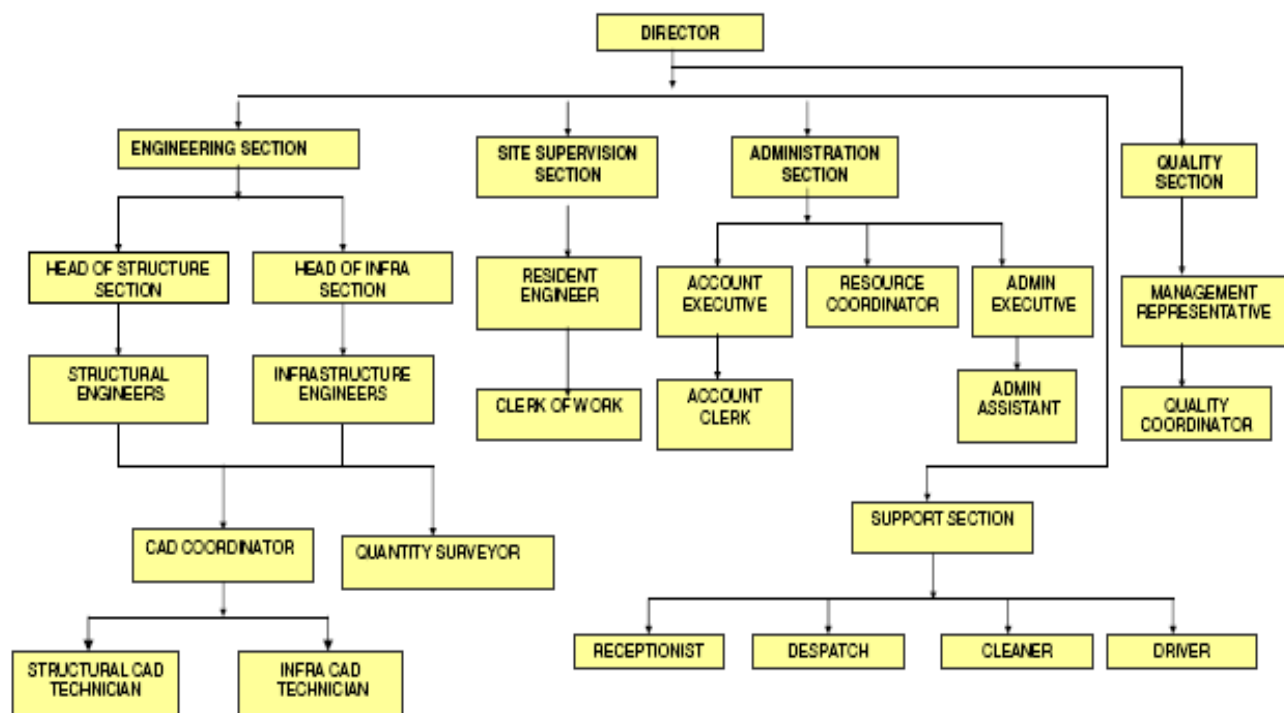 DIRECTOR
ENGINEERING SECTION
SITE SUPERVISION
SECTION
ADMINISTRATION
SECTION
QUALITY
SECTION
HEAD OF STRUCTURE
SECTION
HEAD OF INFRA
SECTION
RESIDENT
ENGINEER
ACCOUNT
EXECUTIVE
RESOURCE
COORDINATOR
ADMIN
EXECUTIVE
MANAGEMENT
REPRESENTATIVE
STRUCTURAL
ENGINEERS
INFRASTRUCTURE
ENGINEERS
CLERK OF WORK
ACCOUNT
CLERK
ADMIN
ASSISTANT
QUALITY
COORDINATOR
CAD COORDINATOR
QUANTITY SURVEYOR
SUPPORT SECTION
STRUCTURAL CAD
TECHNICIAN
INFRA CAD
TECHNICIAN
RECEPTIONIST
DESPATCH
CLEANER
DRIVER